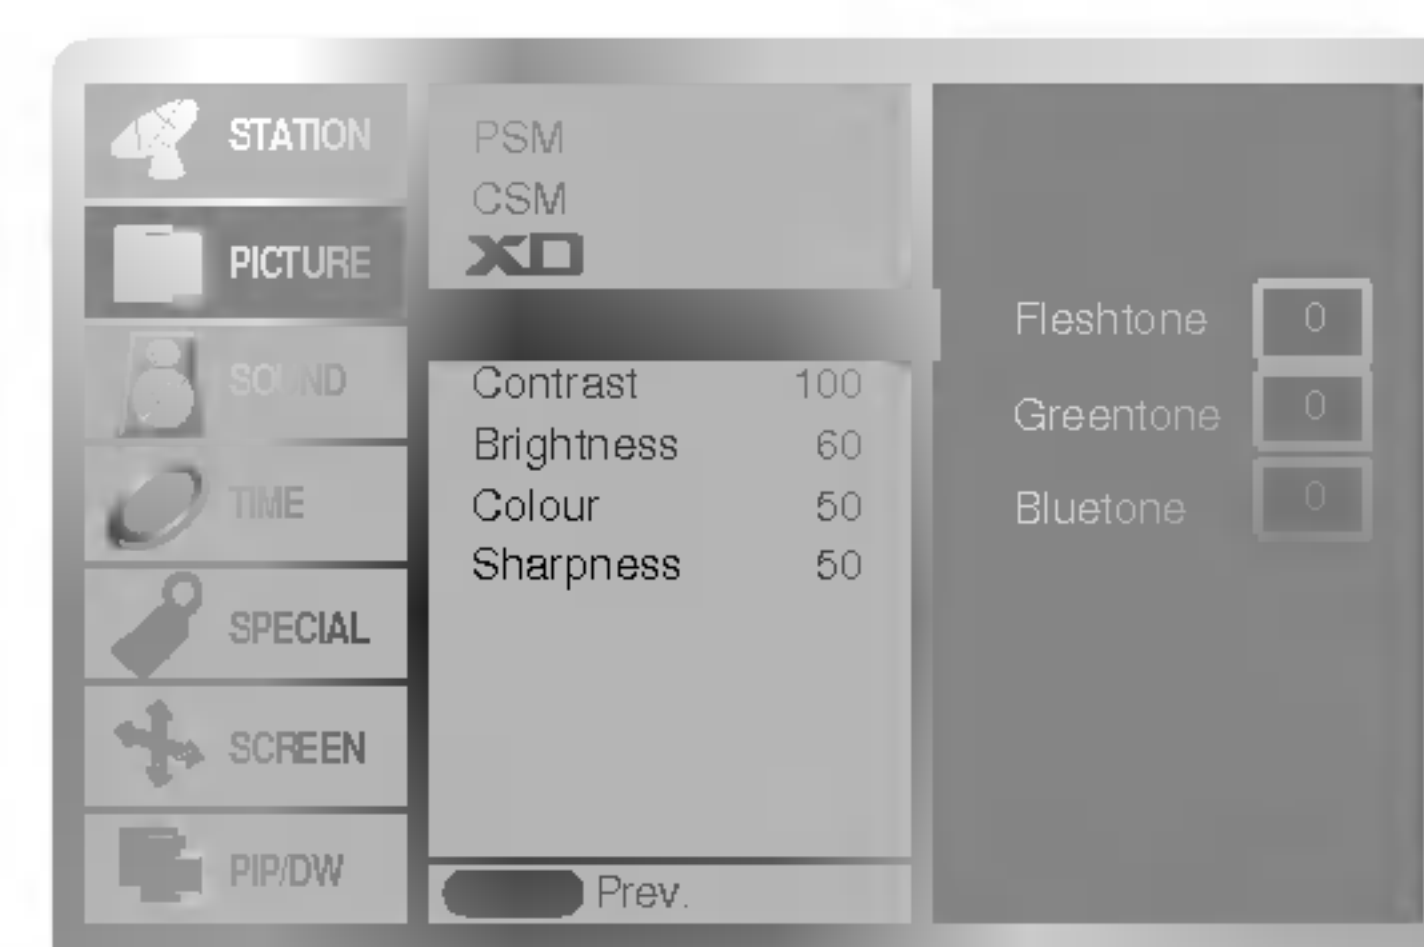 STATION
PICTURE
SOUND
TIME
SPECIAL
SCREEN
PIP/DW
PSM
CSM
XD
Contrast 100
Brightness 60
Colour 50
Sharpness 50
Prev.
Fleshtone 0
Greentone 0
Bluetone 0